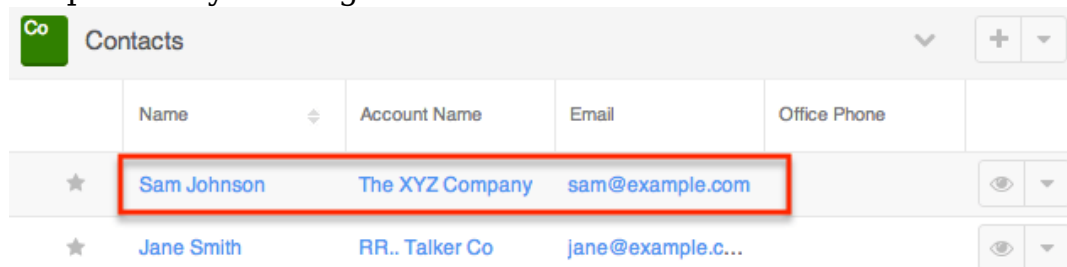 Co Contacts
Name Account Name Email Office Phone
Sam Johnson The XYZ Company sam@example.com
Jane Smith RR.. Talker Co jane@example.c...